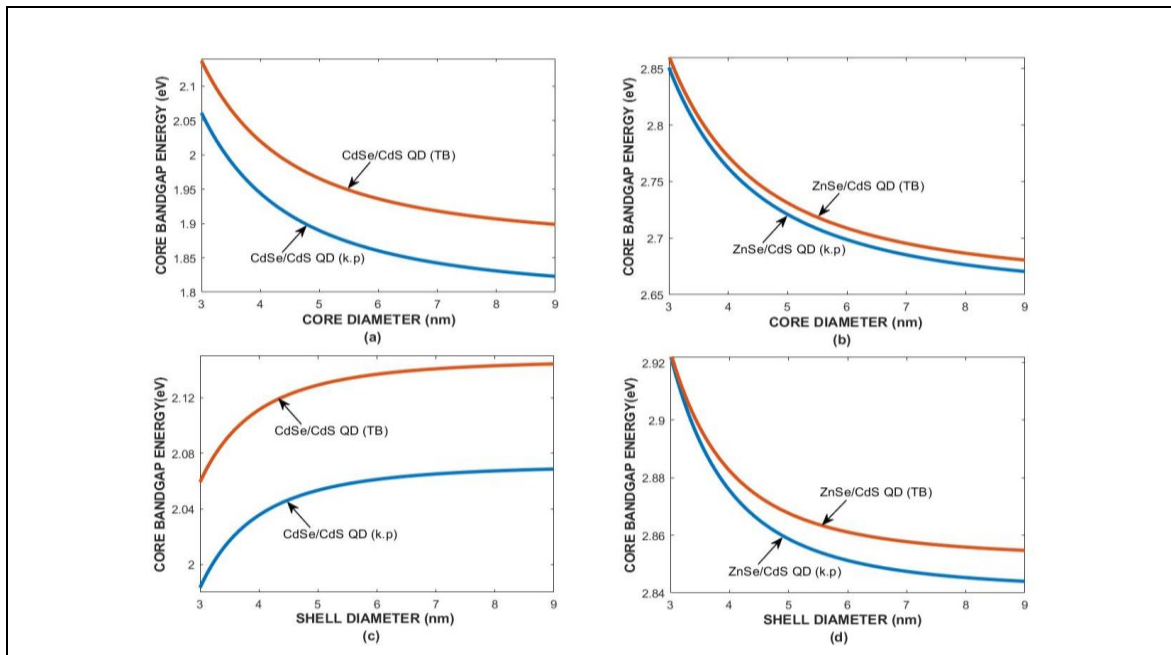 CORE BANDGAP ENERGY (eV)
2.1
2.05
2
1.95
1.9
1.85
1.8
CdSe/CdS QD (TB)
CdSe/CdS QD (k.p)
3 4 5 6 7 8 9
CORE DIAMETER (nm)
(a)
CORE BANDGAP ENERGY (eV)
2.85
2.8
2.75
2.7
2.65
ZnSe/CdS QD (TB)
ZnSe/CdS QD (k.p)
3 4 5 6 7 8 9
CORE DIAMETER (nm)
(b)
CORE BANDGAP ENERGY(eV)
2.12
2.08
2.04
2
CdSe/CdS QD (TB)
CdSe/CdS QD (k.p)
3 4 5 6 7 8 9
SHELL DIAMETER (nm)
(c)
CORE BANDGAP ENERGY(eV)
2.92
2.9
2.88
2.86
2.84
ZnSe/CdS QD (TB)
ZnSe/CdS QD (k.p)
3 4 5 6 7 8 9
SHELL DIAMETER (nm)
(d)